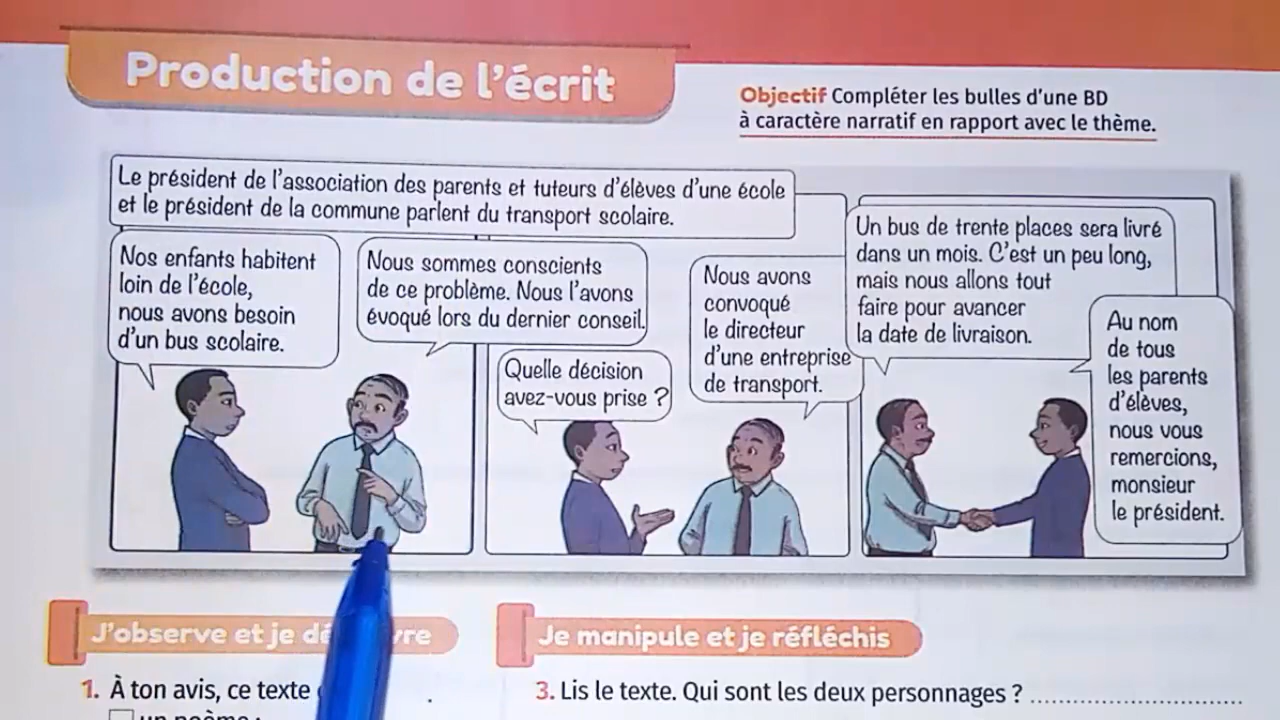 Production de l'écrit
Objectif Compléter les bulles d'une BD
à caractère narratif en rapport avec le thème.
Le président de l'association des parents et tuteurs d'élèves d'une école
et le président de la commune parlent du transport scolaire.
Nos enfants habitent
loin de l'école,
nous avons besoin
d'un bus scolaire.
Nous sommes conscients
de ce problème. Nous l'avons
évoqué lors du dernier conseil.
Quelle décision
avez-vous prise ?
Nous avons
convoqué
le directeur
d'une entreprise
de transport.
Un bus de trente places sera livré
dans un mois. C'est un peu long,
mais nous allons tout
faire pour avancer
la date de livraison.
Au nom
de tous
les parents
d'élèves,
nous vous
remercions,
monsieur
le président.
J'observe et je
1. À ton avis, ce texte .
un poème ;
Je manipule et je réfléchis
3. Lis le texte. Qui sont les deux personnages ? ................................